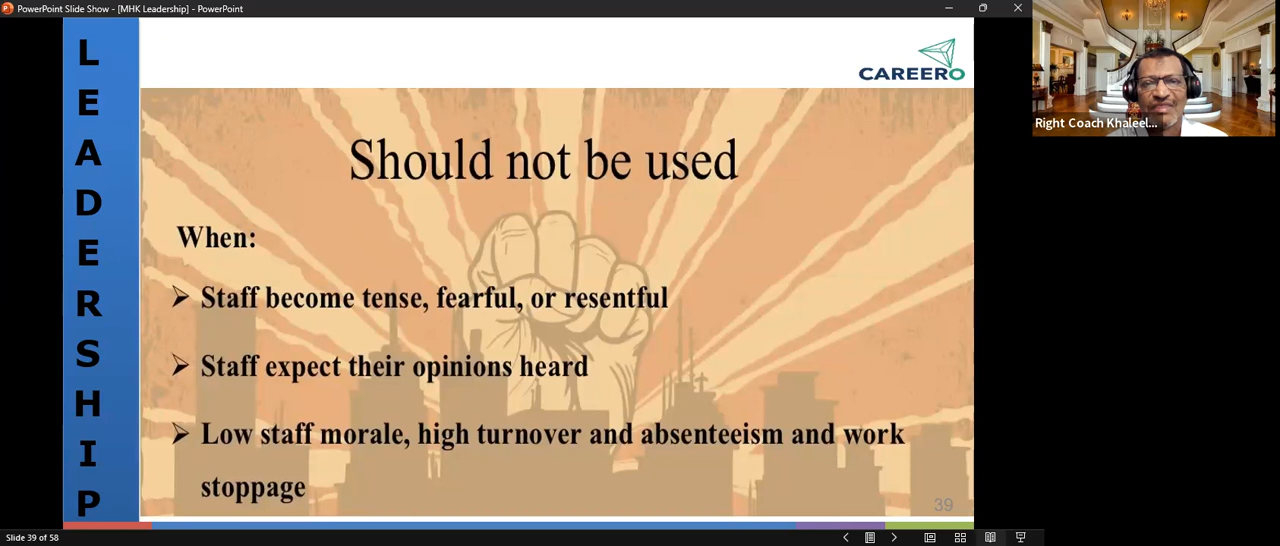 PowerPoint Slide Show - [MHK Leadership] - PowerPoint
LEADERSHIP
CAREERO
Right Coach Khaleel...
Should not be used
When:
➢ Staff become tense, fearful, or resentful
➢ Staff expect their opinions heard
➢ Low staff morale, high turnover and absenteeism and work
stoppage
39
Slide 39 of 58